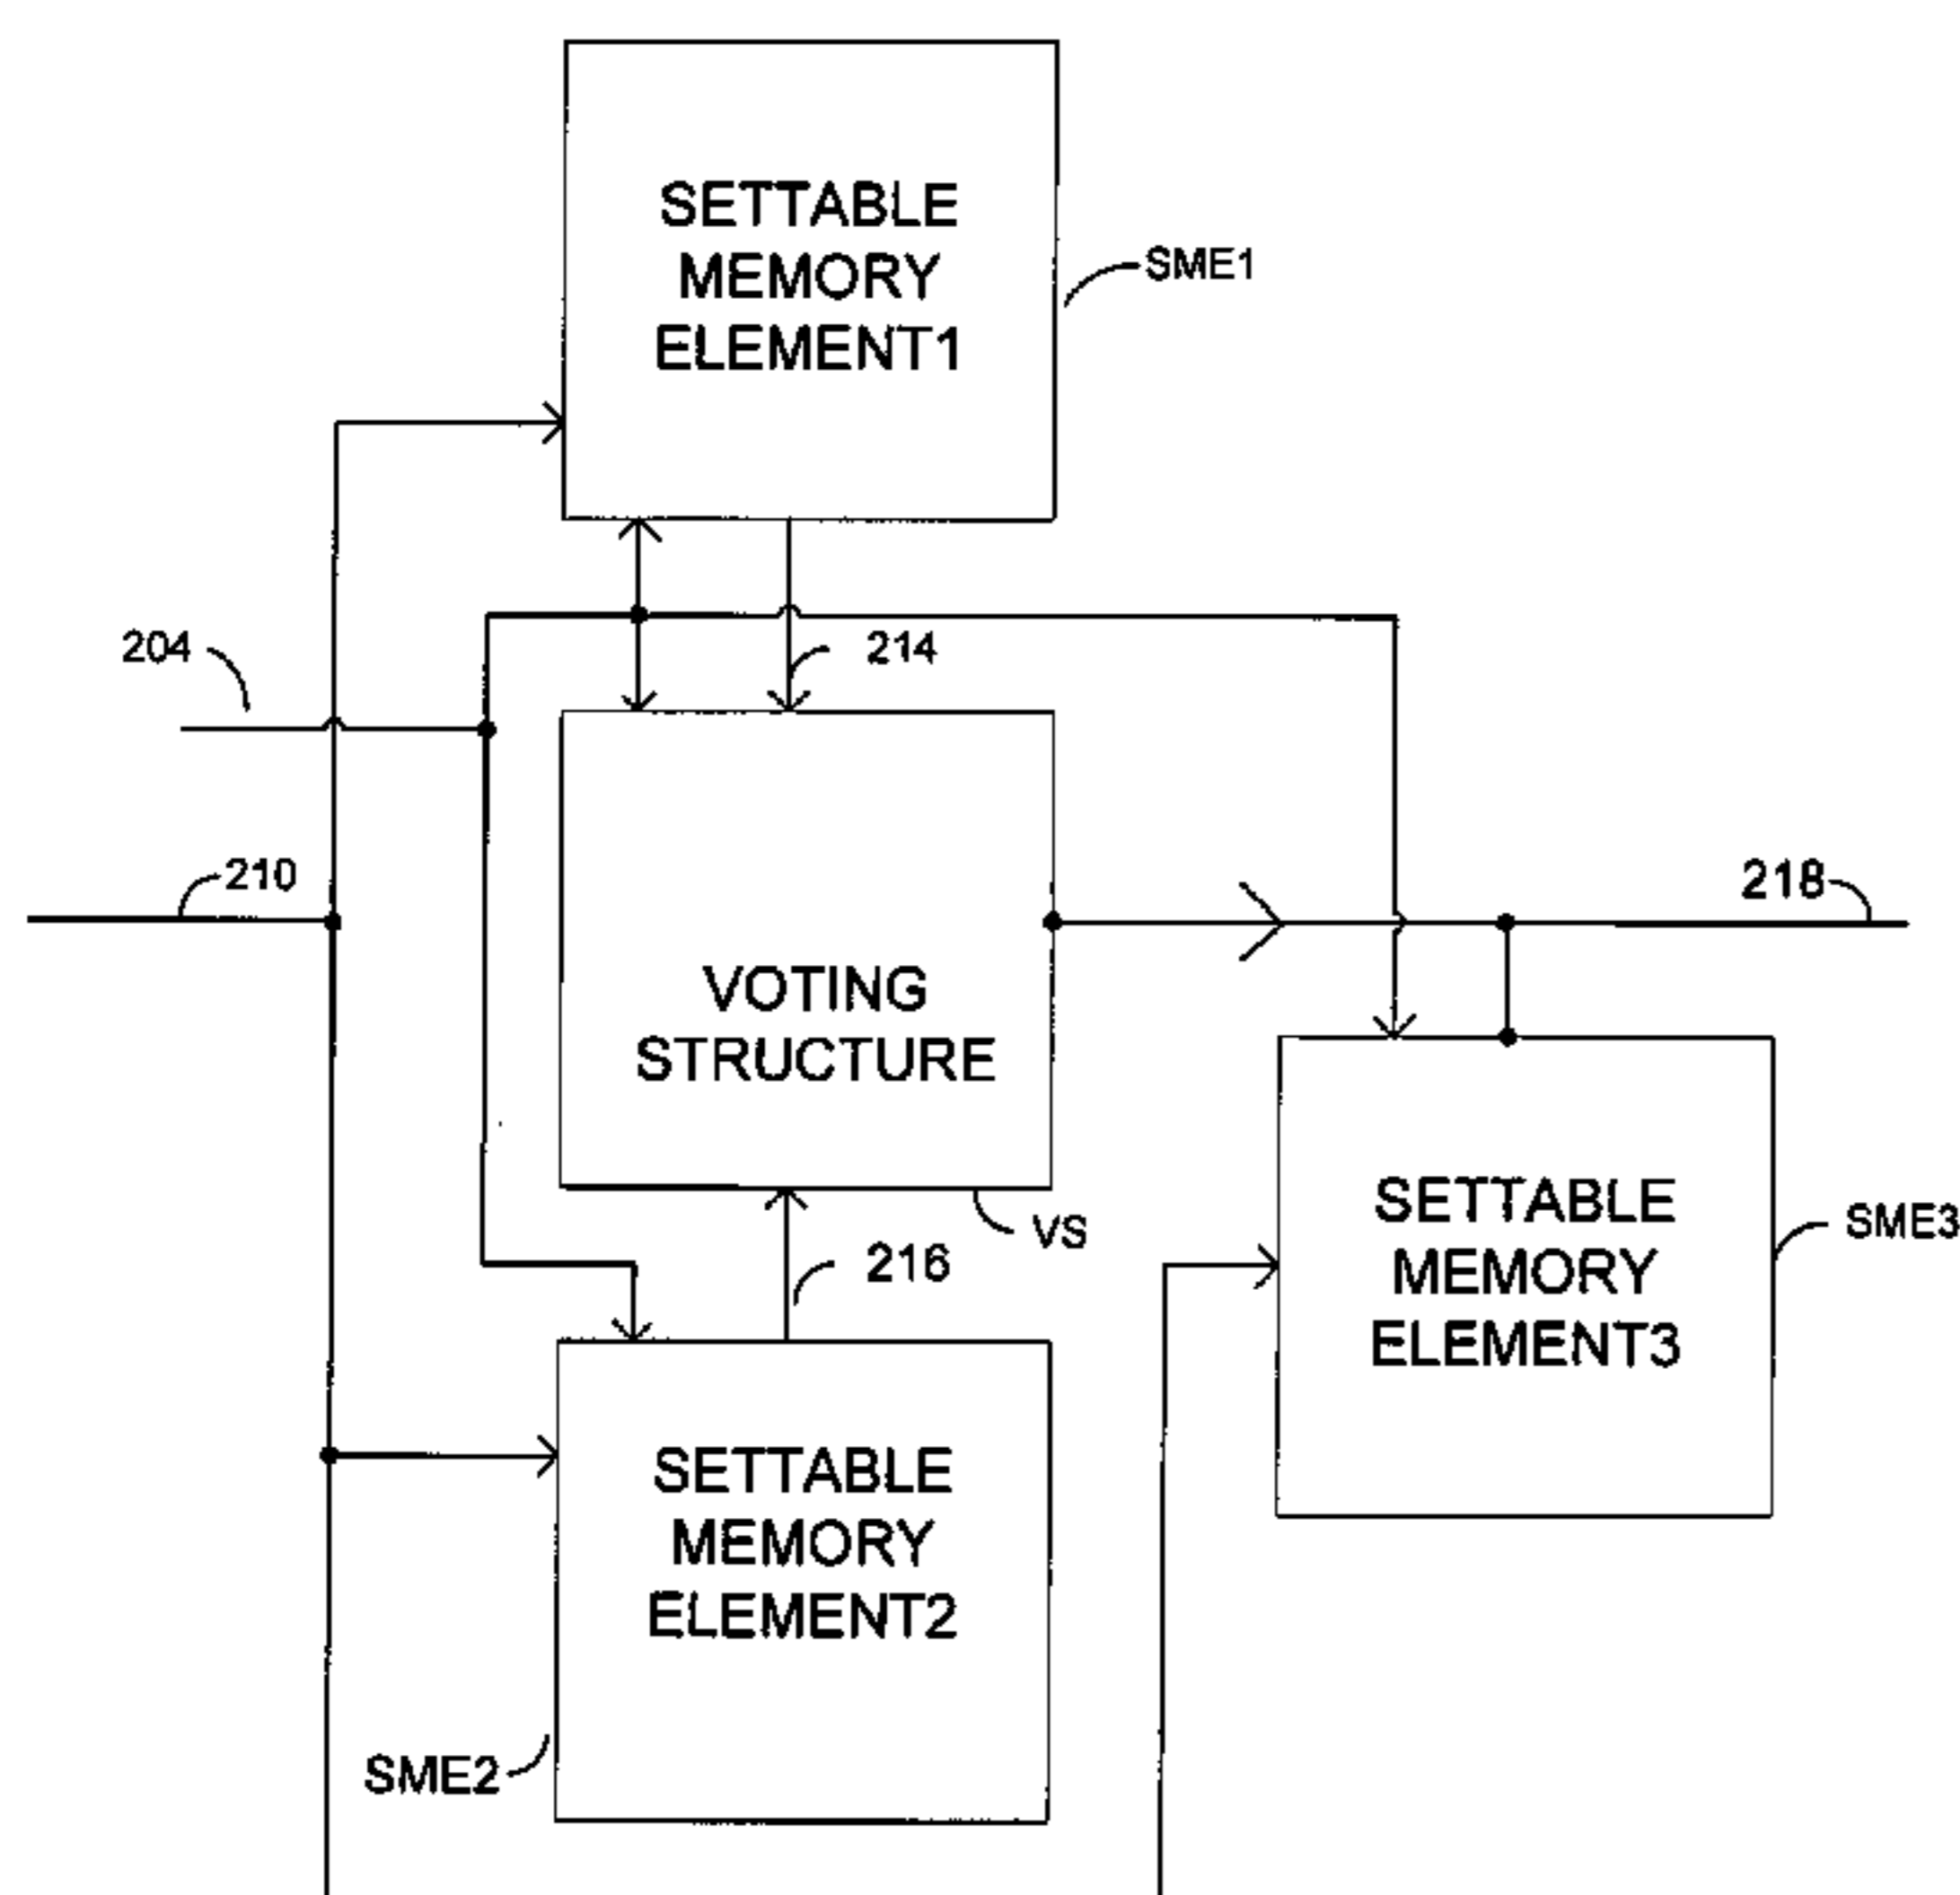 SETTABLE
MEMORY
ELEMENT1
SME1
204
214
210
218
VOTING
STRUCTURE
VS
216
SETTABLE
MEMORY
ELEMENT3
SME3
SETTABLE
MEMORY
ELEMENT2
SME2